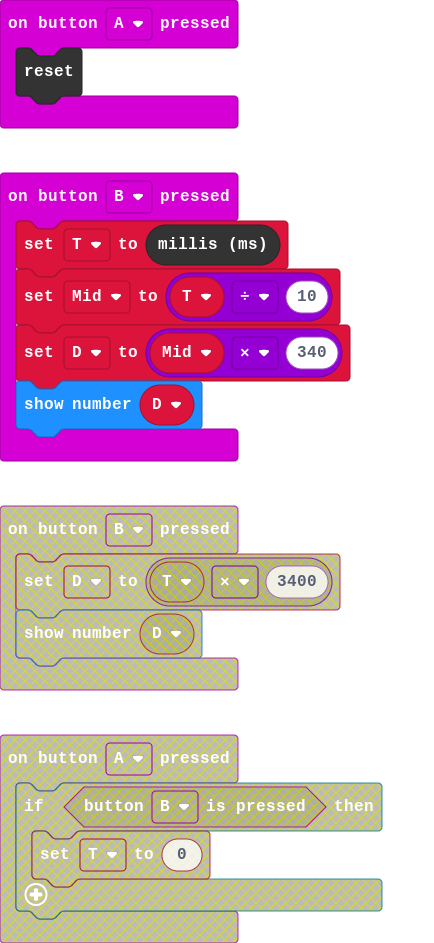 on button A pressed
reset
on button B pressed
set T to millis (ms)
set Mid to T ÷ 10
set D to Mid × 340
show number D
on button B pressed
set D to T × 3400
show number D
on button A pressed
if button B is pressed then
set T to 0